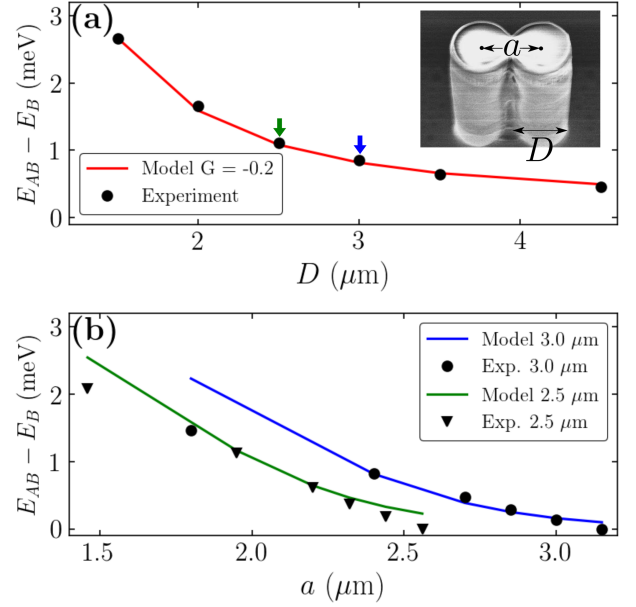 (a)
3
2
1
0
E_AB − E_B (meV)
a
D
Model G = -0.2
Experiment
2 3 4
D (μm)
(b)
3
2
1
0
E_AB − E_B (meV)
Model 3.0 μm
Exp. 3.0 μm
Model 2.5 μm
Exp. 2.5 μm
1.5 2.0 2.5 3.0
a (μm)